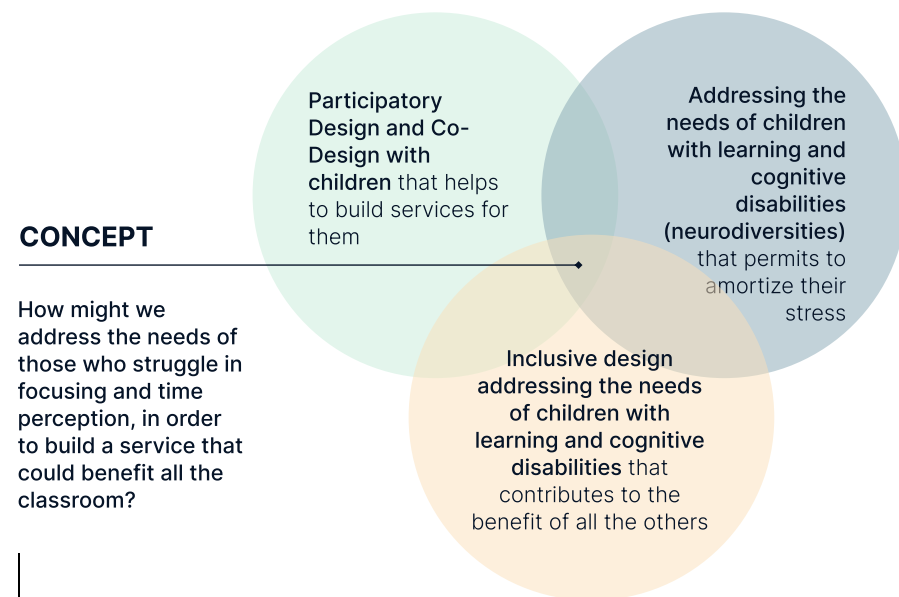 Participatory
Design and Co-
Design with
children that helps
to build services for
them
Addressing the
needs of children
with learning and
cognitive
disabilities
(neurodiversities)
that permits to
amortize their
stress
CONCEPT
How might we
address the needs of
those who struggle in
focusing and time
perception, in order
to build a service that
could benefit all the
classroom?
Inclusive design
addressing the needs
of children with
learning and cognitive
disabilities that
contributes to the
benefit of all the others